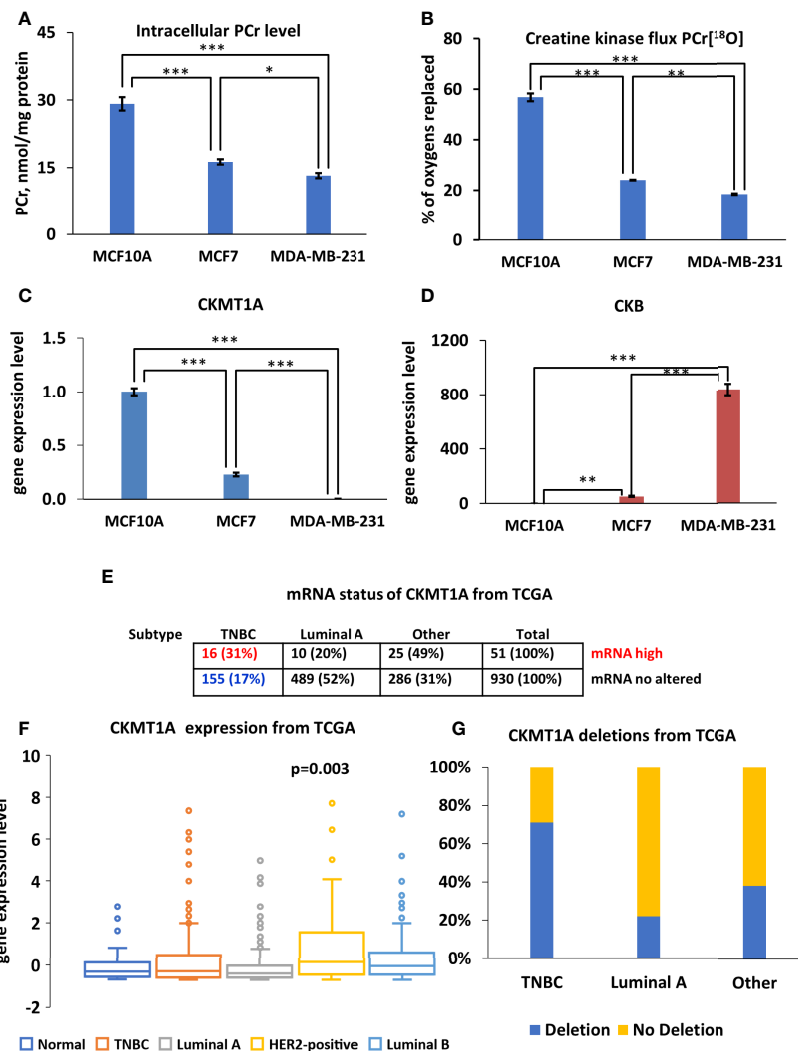 A
Intracellular PCr level
PCr, nmol/mg protein
45
30
15
0
***
***
*
MCF10A MCF7 MDA-MB-231
B
Creatine kinase flux PCr[18O]
% of oxygens replaced
80
60
40
20
0
***
***
**
MCF10A MCF7 MDA-MB-231
C
CKMT1A
gene expression level
1.5
1.0
0.5
0.0
***
***
***
MCF10A MCF7 MDA-MB-231
D
CKB
gene expression level
1200
800
400
0
***
***
**
MCF10A MCF7 MDA-MB-231
E
mRNA status of CKMT1A from TCGA
Subtype TNBC Luminal A Other Total
16 (31%) 10 (20%) 25 (49%) 51 (100%) mRNA high
155 (17%) 489 (52%) 286 (31%) 930 (100%) mRNA no altered
F
CKMT1A expression from TCGA
gene expression level
10
8
6
4
2
0
-2
p=0.003
Normal TNBC Luminal A HER2-positive Luminal B
G
CKMT1A deletions from TCGA
100%
80%
60%
40%
20%
0%
TNBC Luminal A Other
Deletion No Deletion